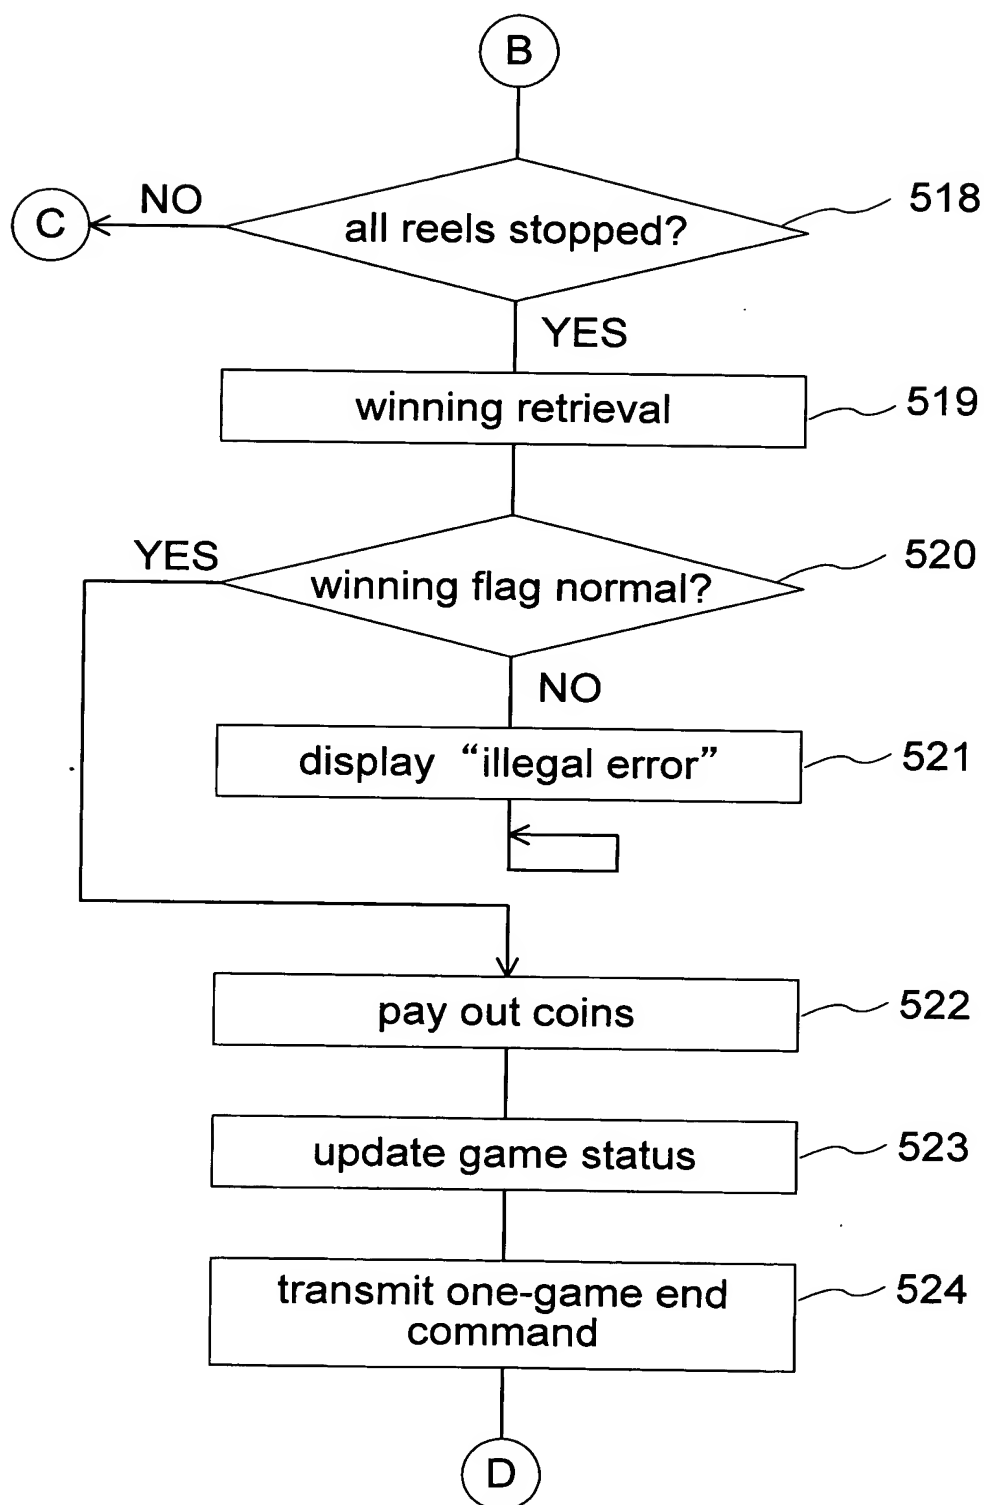 B
NO
C
all reels stopped?
518
YES
winning retrieval
519
YES
winning flag normal?
520
NO
display “illegal error”
521
pay out coins
522
update game status
523
transmit one-game end
command
524
D